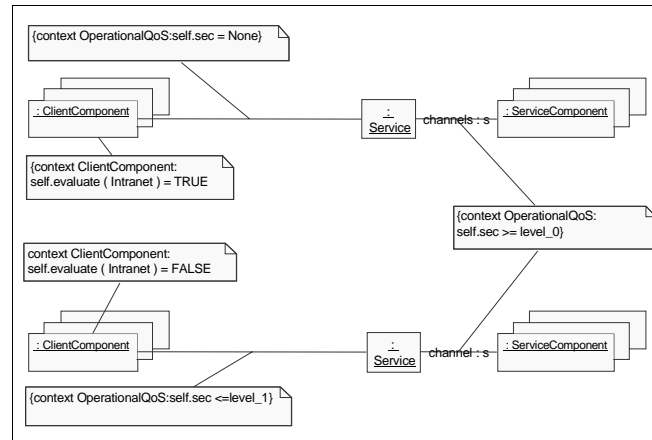 {context OperationalQoS:self.sec = None}
: ClientComponent
:
Service
channels : s
: ServiceComponent
{context ClientComponent:
self.evaluate ( Intranet ) = TRUE
{context OperationalQoS:
self.sec >= level_0}
context ClientComponent:
self.evaluate ( Intranet ) = FALSE
: ClientComponent
:
Service
channel : s
: ServiceComponent
{context OperationalQoS:self.sec <=level_1}